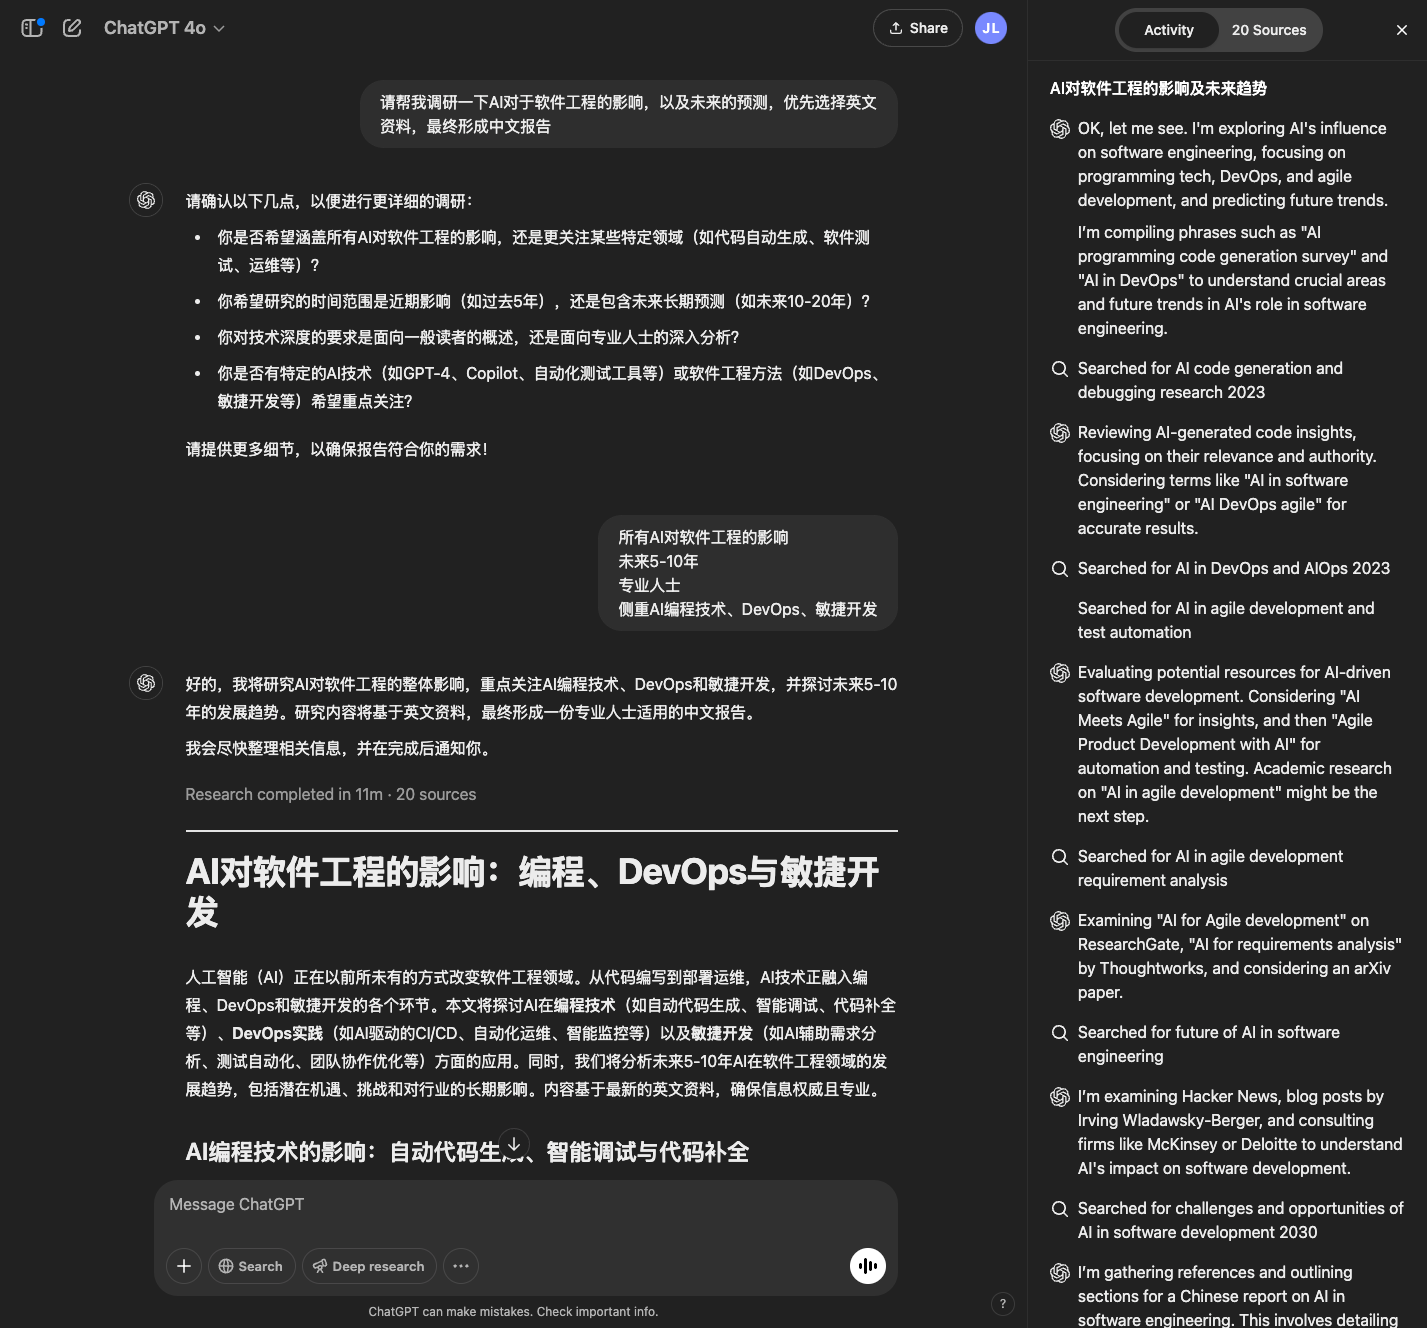 ChatGPT 4o
Share
JL
请帮我调研一下AI对于软件工程的影响，以及未来的预测，优先选择英文
资料，最终形成中文报告
请确认以下几点，以便进行更详细的调研：
• 你是否希望涵盖所有AI对软件工程的影响，还是更关注某些特定领域（如代码自动生成、软件测
试、运维等）？
• 你希望研究的时间范围是近期影响（如过去5年），还是包含未来长期预测（如未来10-20年）？
• 你对技术深度的要求是面向一般读者的概述，还是面向专业人士的深入分析？
• 你是否有特定的AI技术（如GPT-4、Copilot、自动化测试工具等）或软件工程方法（如DevOps、
敏捷开发等）希望重点关注？
请提供更多细节，以确保报告符合你的需求！
所有AI对软件工程的影响
未来5-10年
专业人士
侧重AI编程技术、DevOps、敏捷开发
好的，我将研究AI对软件工程的整体影响，重点关注AI编程技术、DevOps和敏捷开发，并探讨未来5-10
年的发展趋势。研究内容将基于英文资料，最终形成一份专业人士适用的中文报告。
我会尽快整理相关信息，并在完成后通知你。
Research completed in 11m · 20 sources
AI对软件工程的影响：编程、DevOps与敏捷开
发
人工智能（AI）正在以前所未有的方式改变软件工程领域。从代码编写到部署运维，AI技术正融入编
程、DevOps和敏捷开发的各个环节。本文将探讨AI在编程技术（如自动代码生成、智能调试、代码补全
等）、DevOps实践（如AI驱动的CI/CD、自动化运维、智能监控等）以及敏捷开发（如AI辅助需求分
析、测试自动化、团队协作优化等）方面的应用。同时，我们将分析未来5-10年AI在软件工程领域的发
展趋势，包括潜在机遇、挑战和对行业的长期影响。内容基于最新的英文资料，确保信息权威且专业。
AI编程技术的影响：自动代码生成、智能调试与代码补全
Message ChatGPT
Search
Deep research
ChatGPT can make mistakes. Check important info.
?
Activity
20 Sources
AI对软件工程的影响及未来趋势
OK, let me see. I'm exploring AI's influence
on software engineering, focusing on
programming tech, DevOps, and agile
development, and predicting future trends.
I'm compiling phrases such as "AI
programming code generation survey" and
"AI in DevOps" to understand crucial areas
and future trends in AI's role in software
engineering.
Searched for AI code generation and
debugging research 2023
Reviewing AI-generated code insights,
focusing on their relevance and authority.
Considering terms like "AI in software
engineering" or "AI DevOps agile" for
accurate results.
Searched for AI in DevOps and AIOps 2023
Searched for AI in agile development and
test automation
Evaluating potential resources for AI-driven
software development. Considering "AI
Meets Agile" for insights, and then "Agile
Product Development with AI" for
automation and testing. Academic research
on "AI in agile development" might be the
next step.
Searched for AI in agile development
requirement analysis
Examining "AI for Agile development" on
ResearchGate, "AI for requirements analysis"
by Thoughtworks, and considering an arXiv
paper.
Searched for future of AI in software
engineering
I'm examining Hacker News, blog posts by
Irving Wladawsky-Berger, and consulting
firms like McKinsey or Deloitte to understand
AI's impact on software development.
Searched for challenges and opportunities of
AI in software development 2030
I'm gathering references and outlining
sections for a Chinese report on AI in
software engineering. This involves detailing